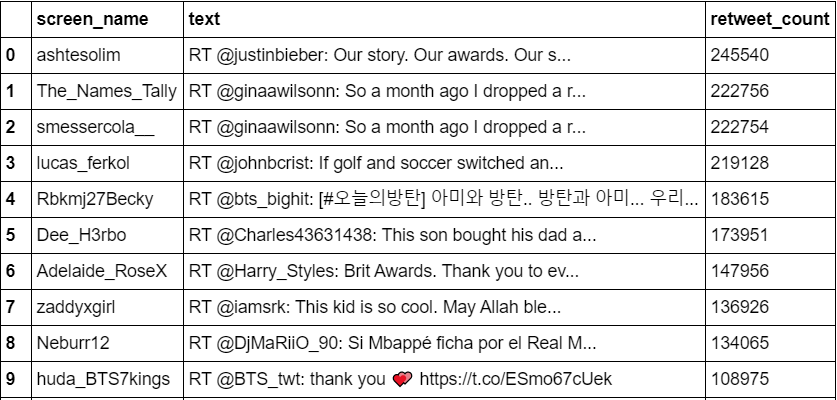 screen_name text retweet_count
0 ashtesolim RT @justinbieber: Our story. Our awards. Our s... 245540
1 The_Names_Tally RT @ginaawilsonn: So a month ago I dropped a r... 222756
2 smessercola__ RT @ginaawilsonn: So a month ago I dropped a r... 222754
3 lucas_ferkol RT @johnbcrist: If golf and soccer switched an... 219128
4 Rbkmj27Becky RT @bts_bighit: [#오늘의방탄] 아미와 방탄.. 방탄과 아미... 우리... 183615
5 Dee_H3rbo RT @Charles43631438: This son bought his dad a... 173951
6 Adelaide_RoseX RT @Harry_Styles: Brit Awards. Thank you to ev... 147956
7 zaddyxgirl RT @iamsrk: This kid is so cool. May Allah ble... 136926
8 Neburr12 RT @DjMaRiiO_90: Si Mbappé ficha por el Real M... 134065
9 huda_BTS7kings RT @BTS_twt: thank you 💕 https://t.co/ESmo67cUek 108975